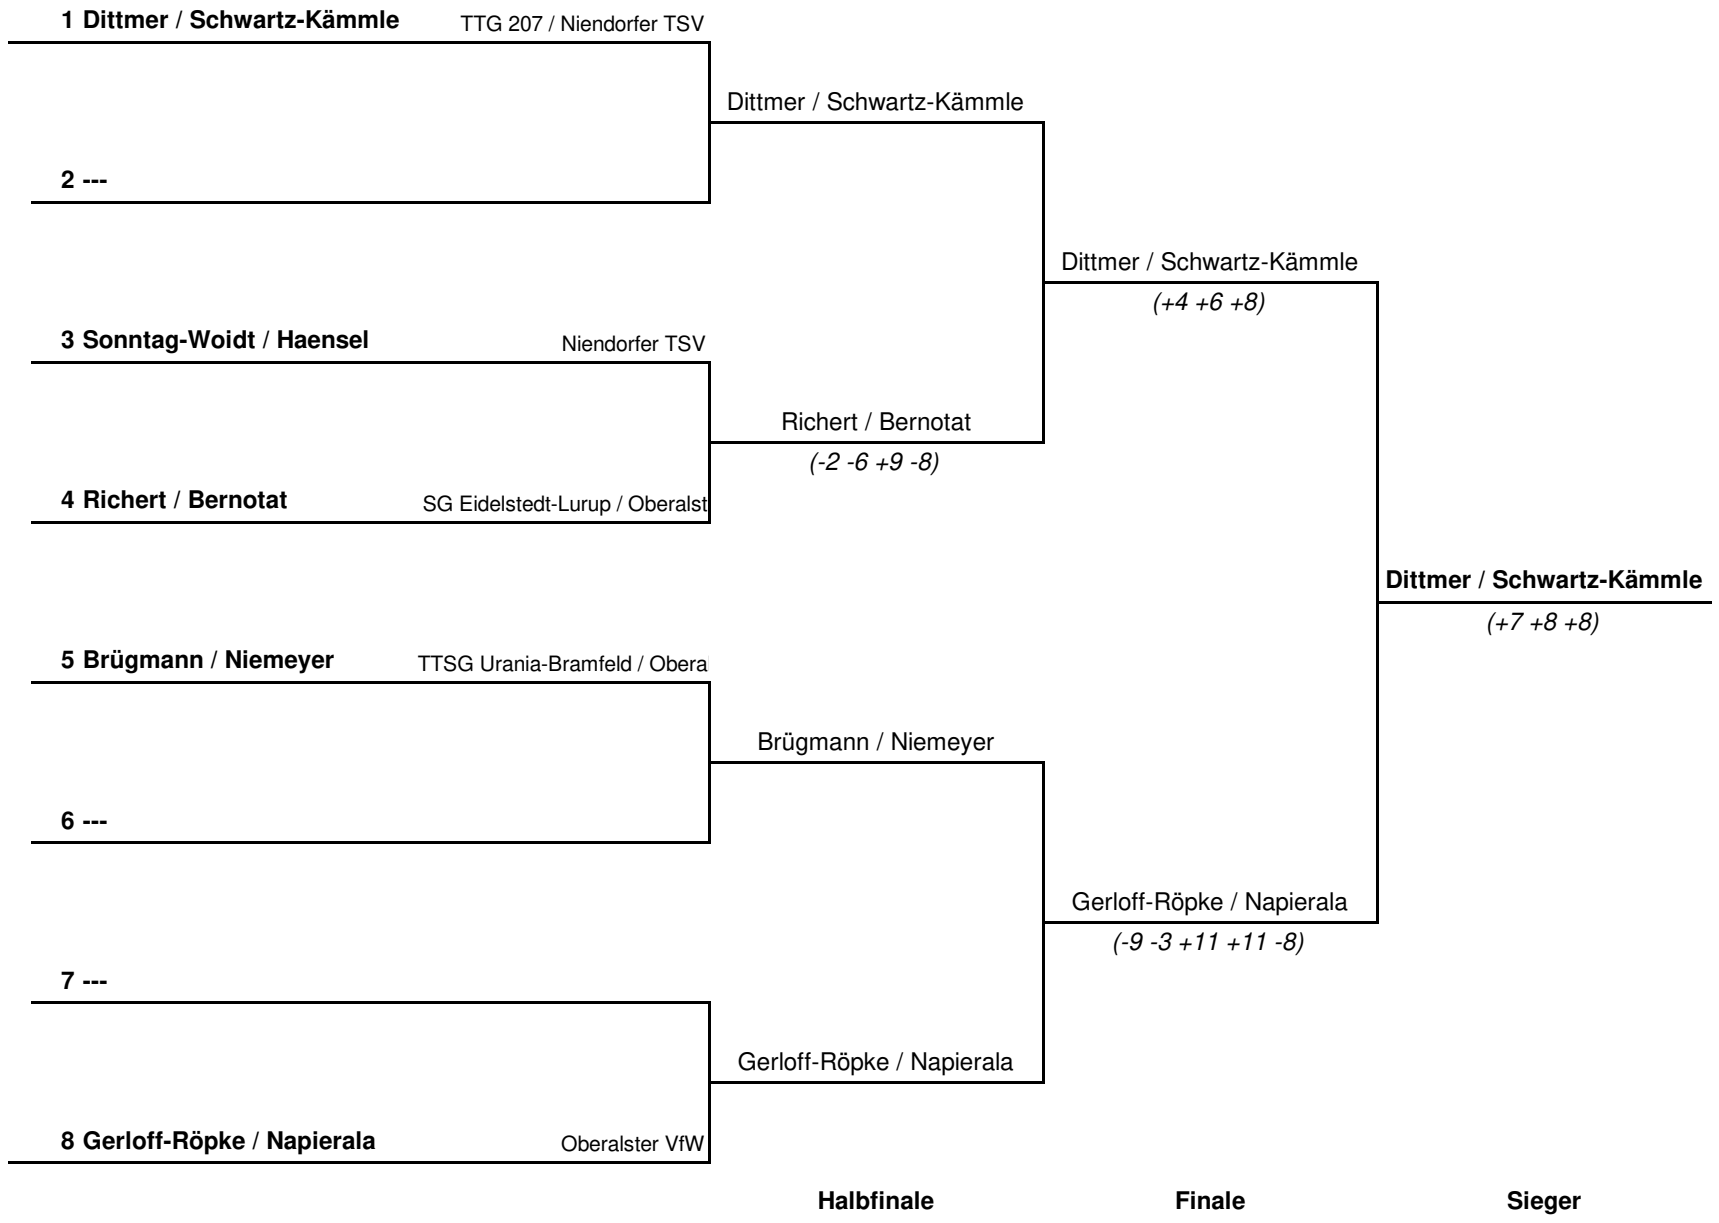 1 Dittmer / Schwartz-Kämmle TTG 207 / Niendorfer TSV
Dittmer / Schwartz-Kämmle
2 ---
Dittmer / Schwartz-Kämmle
(+4 +6 +8)
3 Sonntag-Woidt / Haensel Niendorfer TSV
Richert / Bernotat
(-2 -6 +9 -8)
4 Richert / Bernotat SG Eidelstedt-Lurup / Oberalst
Dittmer / Schwartz-Kämmle
(+7 +8 +8)
5 Brügmann / Niemeyer TTSG Urania-Bramfeld / Obera
Brügmann / Niemeyer
6 ---
Gerloff-Röpke / Napierala
(-9 -3 +11 +11 -8)
7 ---
Gerloff-Röpke / Napierala
8 Gerloff-Röpke / Napierala Oberalster VfW
Halbfinale Finale Sieger